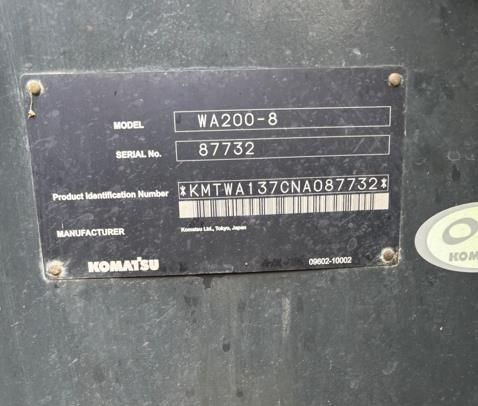 MODEL WA200-8
SERIAL No. 87732
Product Identification Number *KMTWA137CNA087732*
MANUFACTURER Komatsu Ltd., Tokyo, Japan
KOMATSU 09602-10002